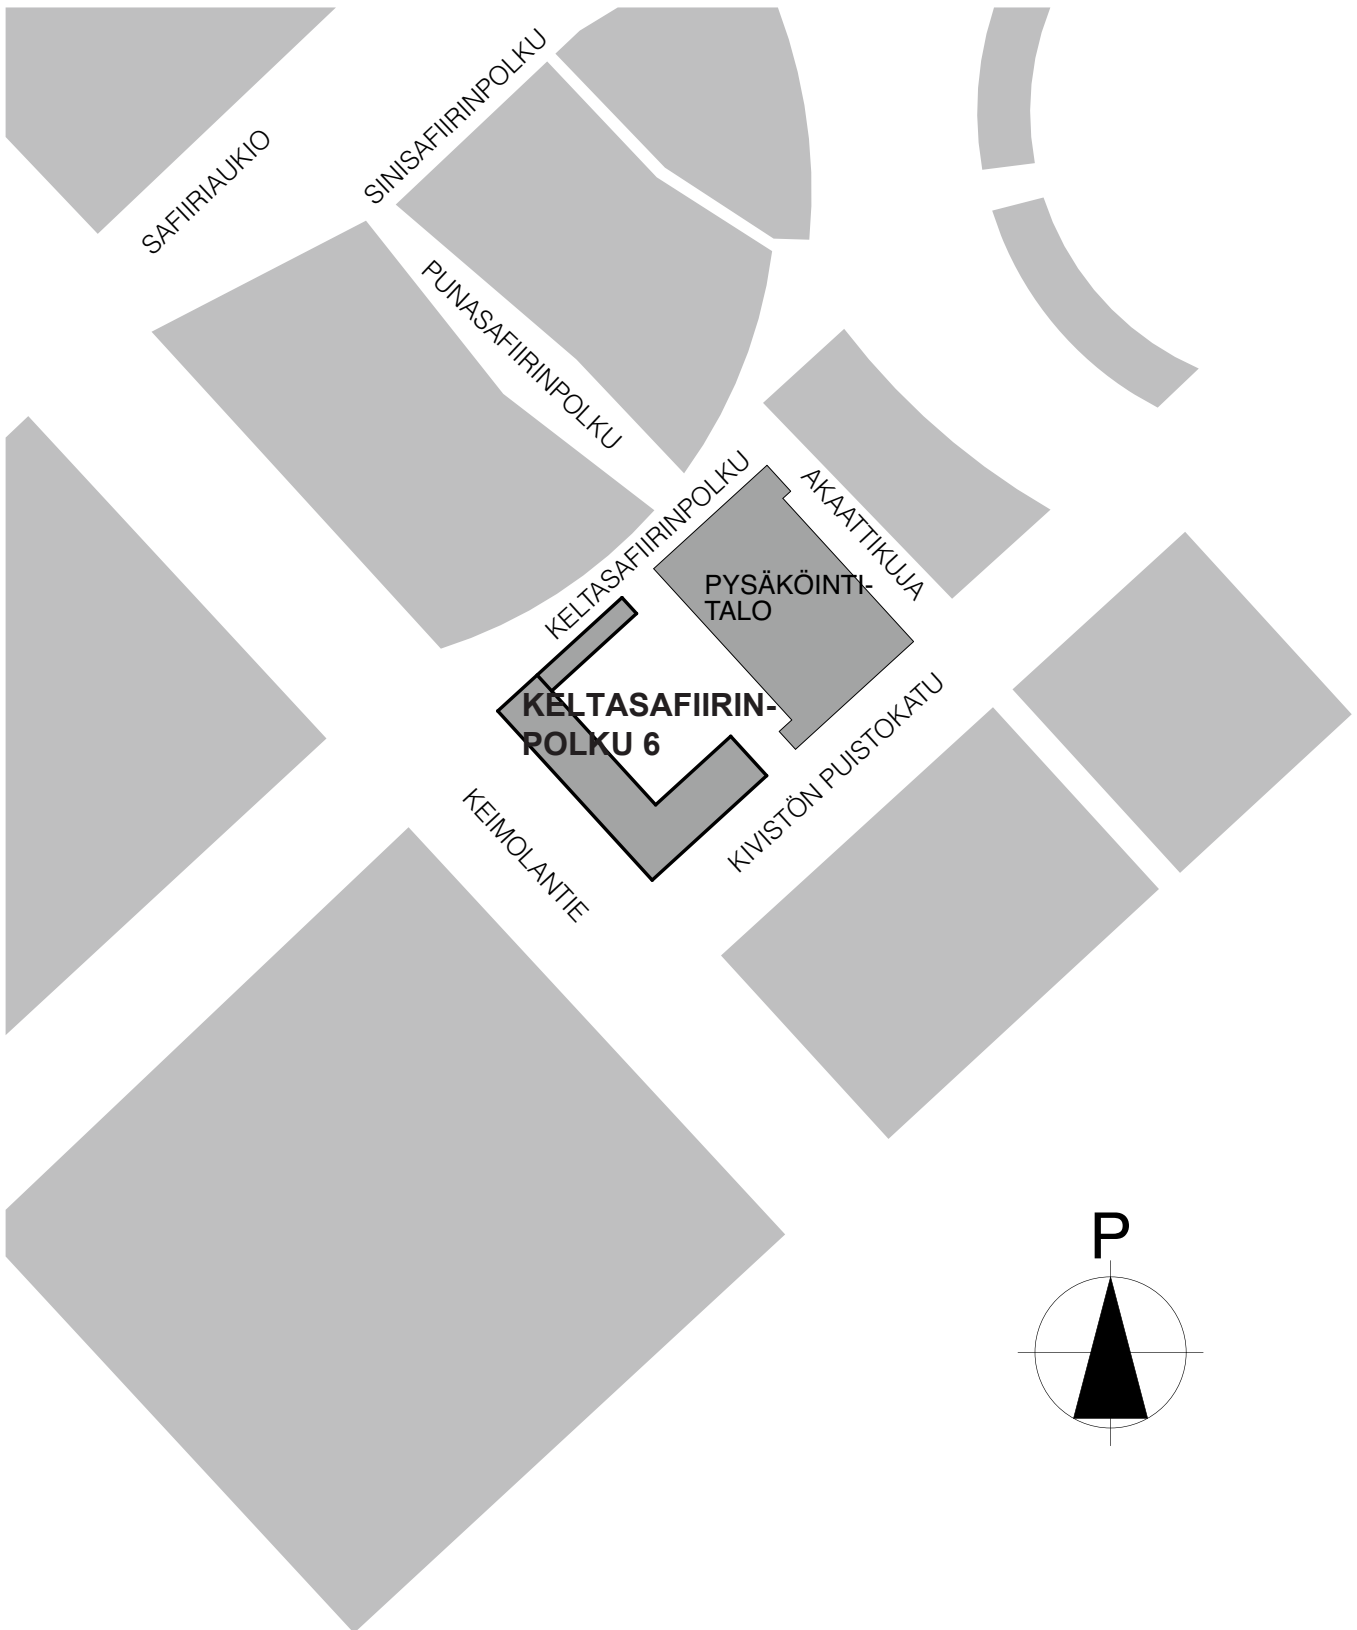 SINISAFIIRINPOLKU
SAFIIRIAUKIO
PUNASAFIIRINPOLKU
KELTASAFIIRINPOLKU
AKAATTIKUJA
PYSÄKÖINTI-
TALO
KELTASAFIIRIN-
POLKU 6
KIVISTÖN PUISTOKATU
KEIMOLANTIE
P